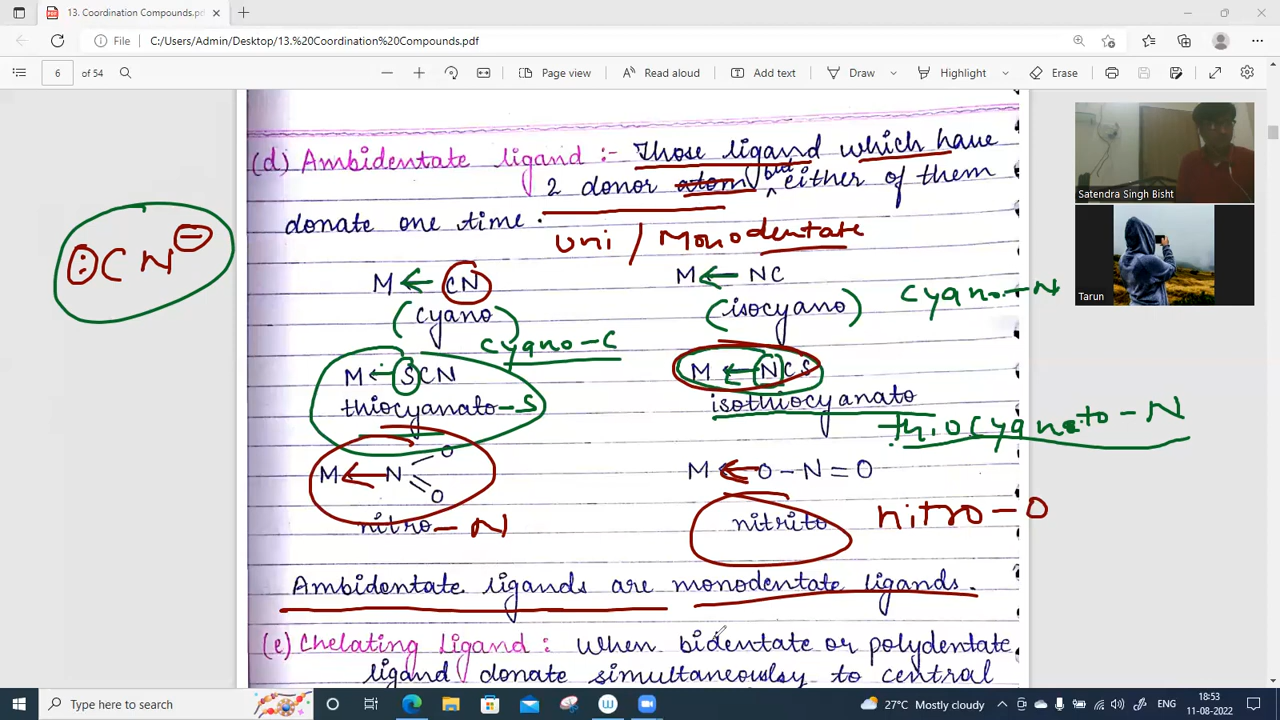 13. Coordination Compounds.pdf
File C:/Users/Admin/Desktop/13.%20Coordination%20Compounds.pdf
6 of 54 Page view Read aloud Add text Draw Highlight Erase
(d) Ambidentate ligand :- Those ligand which have
2 donor atom but either of them
donate one time.
Uni / Monodentate
:CN⊖
M ← CN M ← NC
(cyano) (isocyano) cyano-N
cyano-C
M ← SCN M ← NCS
thiocyanato-S isothiocyanato
thiocyanato-N
M ← N O O M ← O - N = O
nitro - N nitrito nitro - O
Ambidentate ligands are monodentate ligands.
(e) Chelating Ligand : When bidentate or polydentate
ligand donate simultaneously to central
Satendra Singh Bisht
Tarun
Type here to search 27°C Mostly cloudy ENG 18:53
11-08-2022